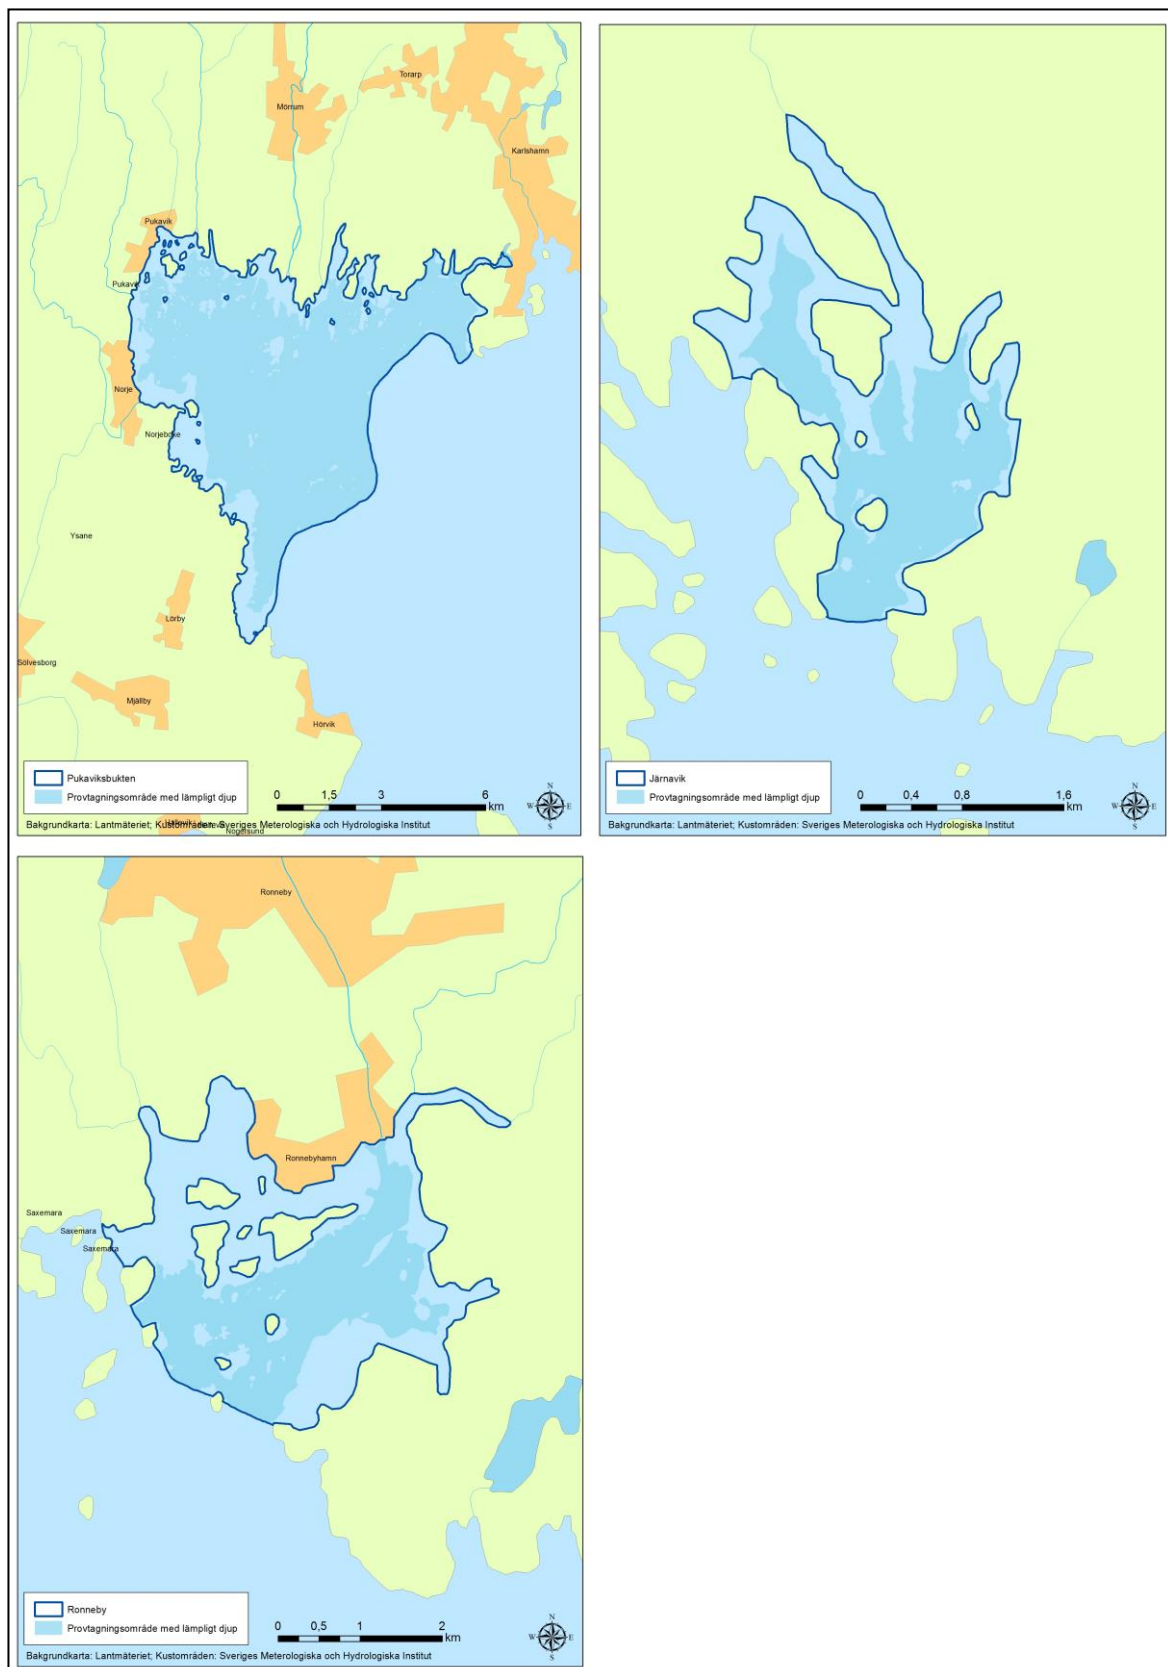 Torarp
Mörrum
Karlshamn
Pukavik
Pukavik
Norje
Norjeboke
Ysane
Lörby
Sölvesborg
Mjällby
Hörvik
Pukaviksbukten
Provtagningsområde med lämpligt djup
0 1,5 3 6
km
N
W E
S
Bakgrundkarta: Lantmäteriet; Kustområden: Sveriges Meterologiska och Hydrologiska Institut
Nogersund
Järnavik
Provtagningsområde med lämpligt djup
0 0,4 0,8 1,6
km
N
W E
S
Bakgrundkarta: Lantmäteriet; Kustområden: Sveriges Meterologiska och Hydrologiska Institut
Ronneby
Ronnebyhamn
Saxemara
Saxemara
Saxemara
Ronneby
Provtagningsområde med lämpligt djup
0 0,5 1 2
km
N
W E
S
Bakgrundkarta: Lantmäteriet; Kustområden: Sveriges Meterologiska och Hydrologiska Institut